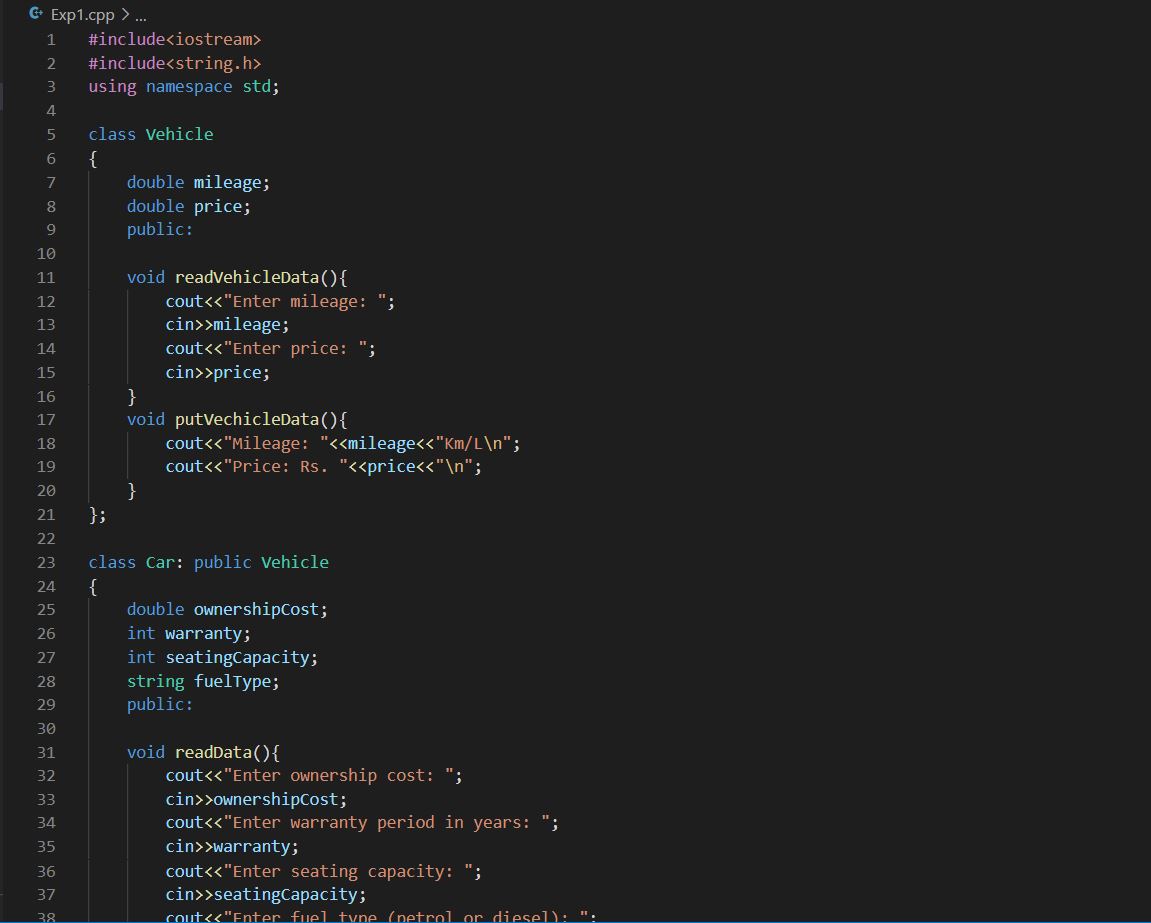 Exp1.cpp > ...
1 #include<iostream>
2 #include<string.h>
3 using namespace std;
4
5 class Vehicle
6 {
7     double mileage;
8     double price;
9     public:
10
11     void readVehicleData(){
12         cout<<"Enter mileage: ";
13         cin>>mileage;
14         cout<<"Enter price: ";
15         cin>>price;
16     }
17     void putVechicleData(){
18         cout<<"Mileage: "<<mileage<<"Km/L\n";
19         cout<<"Price: Rs. "<<price<<"\n";
20     }
21 };
22
23 class Car: public Vehicle
24 {
25     double ownershipCost;
26     int warranty;
27     int seatingCapacity;
28     string fuelType;
29     public:
30
31     void readData(){
32         cout<<"Enter ownership cost: ";
33         cin>>ownershipCost;
34         cout<<"Enter warranty period in years: ";
35         cin>>warranty;
36         cout<<"Enter seating capacity: ";
37         cin>>seatingCapacity;
38         cout<<"Enter fuel type (petrol or diesel): ";